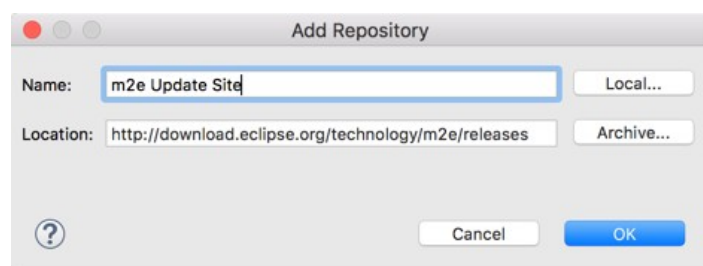 Add Repository
Name: m2e Update Site Local...
Location: http://download.eclipse.org/technology/m2e/releases Archive...
? Cancel OK